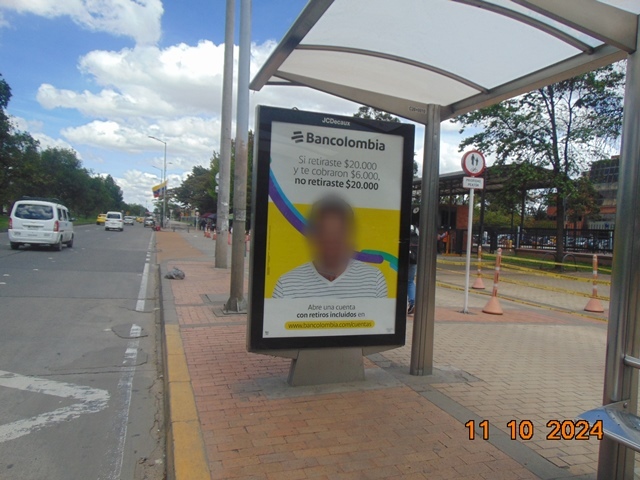 JCDecaux
Bancolombia
Si retiraste $20.000
y te cobraron $6.000,
no retiraste $20.000
Abre una cuenta
con retiros incluidos en
www.bancolombia.com/cuentas
11 10 2024